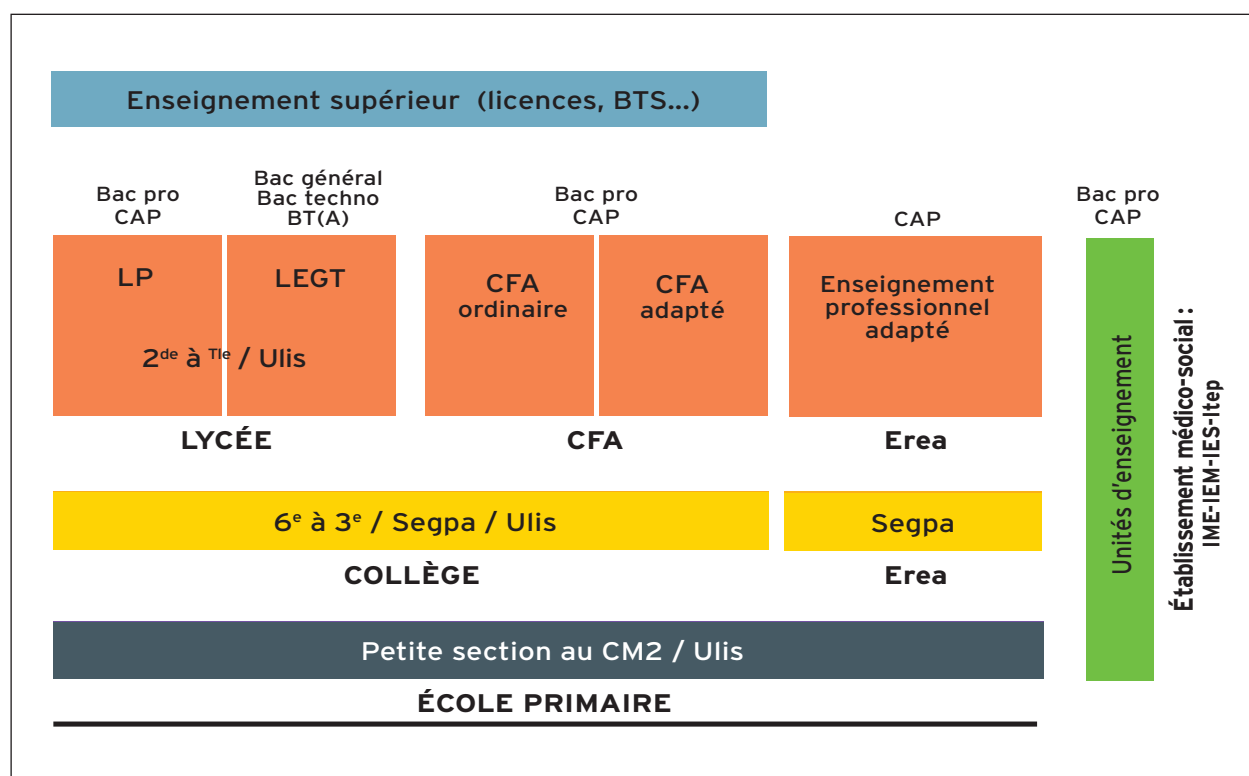 Enseignement supérieur (licences, BTS...)
Bac pro
CAP
Bac général
Bac techno
BT(A)
Bac pro
CAP
CAP
Bac pro
CAP
LP
LEGT
2de à Tle / Ulis
CFA
ordinaire
CFA
adapté
Enseignement
professionnel
adapté
LYCÉE
CFA
Erea
6e à 3e / Segpa / Ulis
Segpa
COLLÈGE
Erea
Petite section au CM2 / Ulis
ÉCOLE PRIMAIRE
Unités d'enseignement
Établissement médico-social :
IME-IEM-IES-Itep